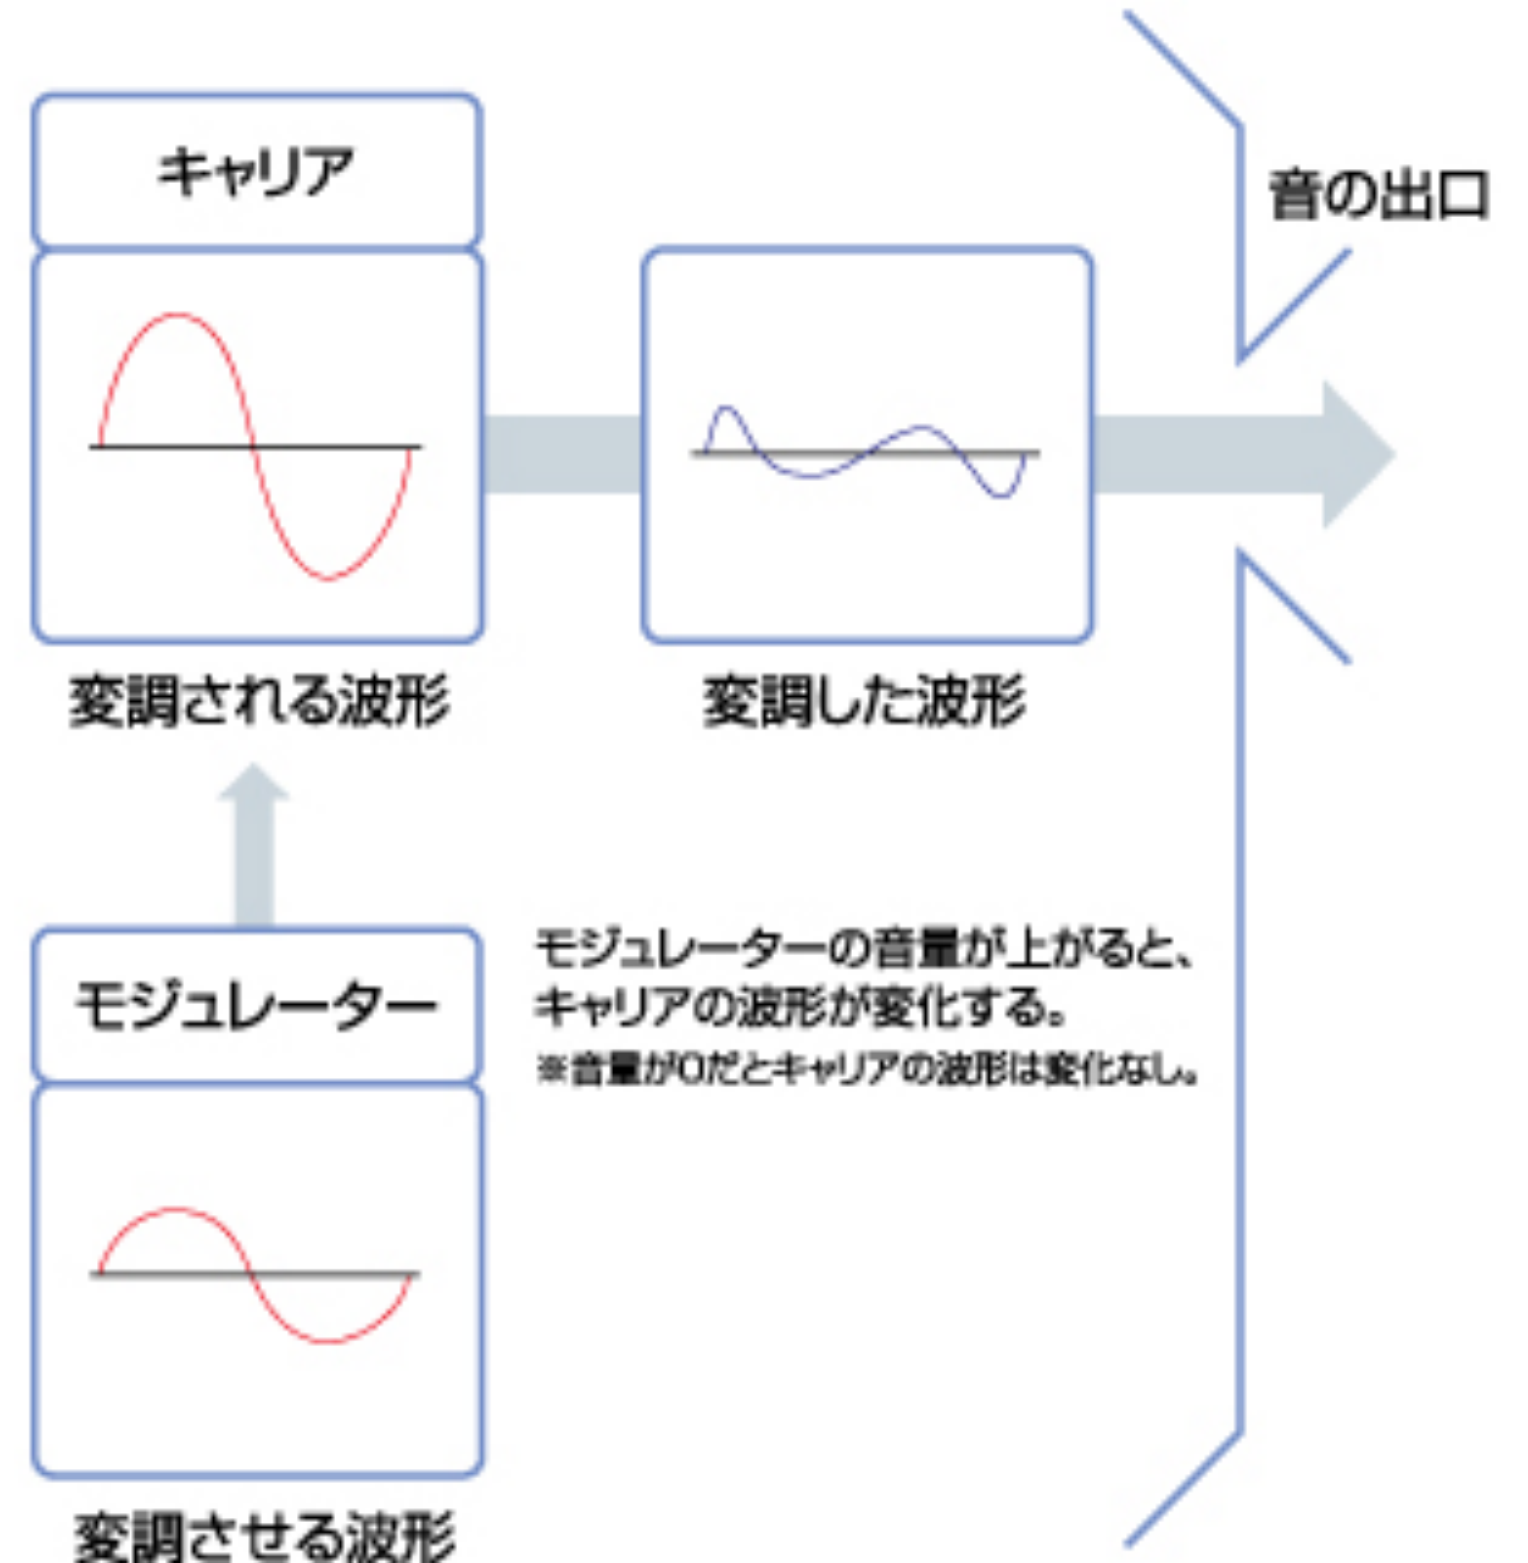 キャリア
音の出口
変調される波形
変調した波形
モジュレーター
モジュレーターの音量が上がると、
キャリアの波形が変化する。
※音量が0だとキャリアの波形は変化なし。
変調させる波形